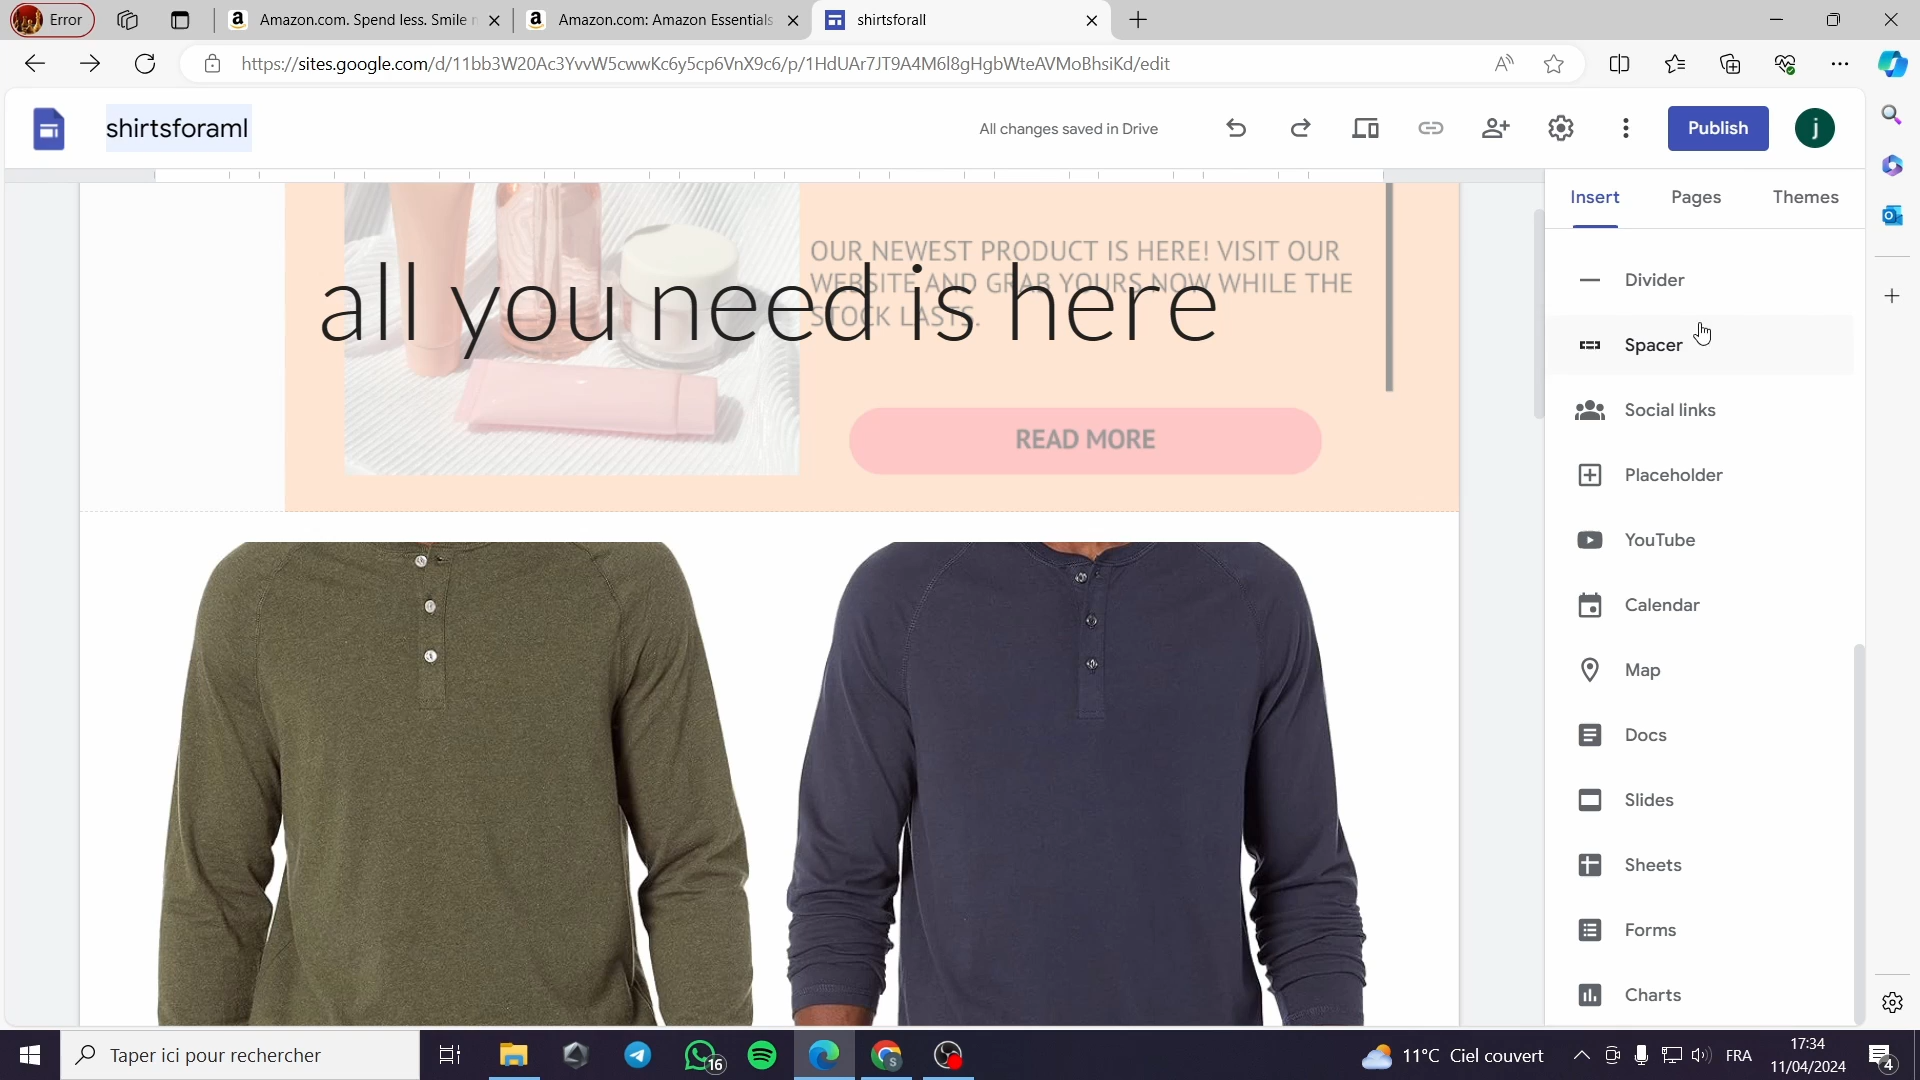 Error
Amazon.com. Spend less. Smile
Amazon.com: Amazon Essentials
shirtsforall
https://sites.google.com/d/11bb3W20Ac3YvvW5cwwKc6y5cp6VnX9c6/p/1HdUAr7JT9A4M6l8gHgbWteAVMoBhsiKd/edit
shirtsforaml
All changes saved in Drive
Publish
j
Insert
Pages
Themes
OUR NEWEST PRODUCT IS HERE! VISIT OUR
WEBSITE AND GRAB YOURS NOW WHILE THE
STOCK LASTS.
all you need is here
READ MORE
Divider
Spacer
Social links
Placeholder
YouTube
Calendar
Map
Docs
Slides
Sheets
Forms
Charts
Taper ici pour rechercher
16
S
11°C Ciel couvert
FRA
17:34
11/04/2024
4